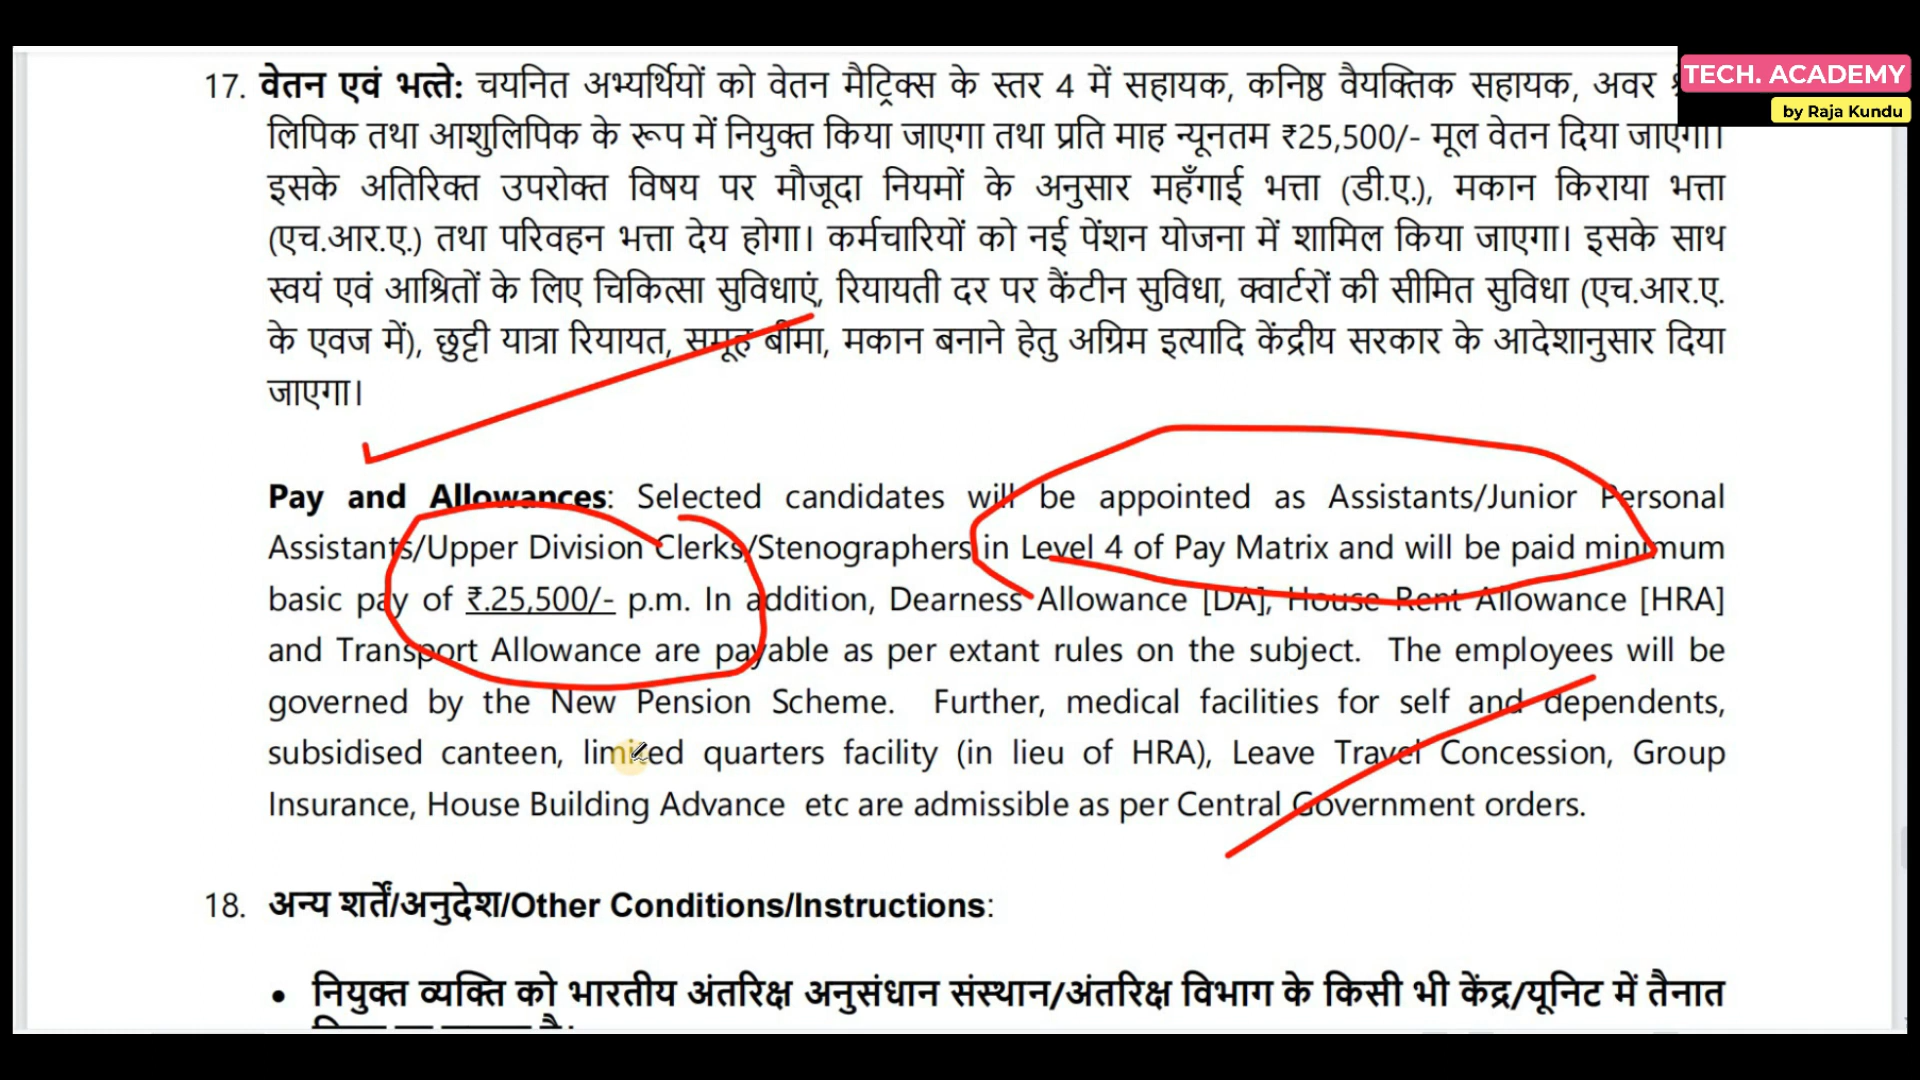 TECH. ACADEMY
by Raja Kundu
17. वेतन एवं भत्ते: चयनित अभ्यर्थियों को वेतन मैट्रिक्स के स्तर 4 में सहायक, कनिष्ठ वैयक्तिक सहायक, अवर
लिपिक तथा आशुलिपिक के रूप में नियुक्त किया जाएगा तथा प्रति माह न्यूनतम ₹25,500/- मूल वेतन दिया जाएगा।
इसके अतिरिक्त उपरोक्त विषय पर मौजूदा नियमों के अनुसार महँगाई भत्ता (डी.ए.), मकान किराया भत्ता
(एच.आर.ए.) तथा परिवहन भत्ता देय होगा। कर्मचारियों को नई पेंशन योजना में शामिल किया जाएगा। इसके साथ
स्वयं एवं आश्रितों के लिए चिकित्सा सुविधाएं, रियायती दर पर कैंटीन सुविधा, क्वार्टरों की सीमित सुविधा (एच.आर.ए.
के एवज में), छुट्टी यात्रा रियायत, समूह बीमा, मकान बनाने हेतु अग्रिम इत्यादि केंद्रीय सरकार के आदेशानुसार दिया
जाएगा।
Pay and Allowances: Selected candidates will be appointed as Assistants/Junior Personal
Assistants/Upper Division Clerks/Stenographers in Level 4 of Pay Matrix and will be paid minimum
basic pay of ₹.25,500/- p.m. In addition, Dearness Allowance [DA], House Rent Allowance [HRA]
and Transport Allowance are payable as per extant rules on the subject. The employees will be
governed by the New Pension Scheme. Further, medical facilities for self and dependents,
subsidised canteen, limited quarters facility (in lieu of HRA), Leave Travel Concession, Group
Insurance, House Building Advance etc are admissible as per Central Government orders.
18. अन्य शर्तें/अनुदेश/Other Conditions/Instructions:
• नियुक्त व्यक्ति को भारतीय अंतरिक्ष अनुसंधान संस्थान/अंतरिक्ष विभाग के किसी भी केंद्र/यूनिट में तैनात